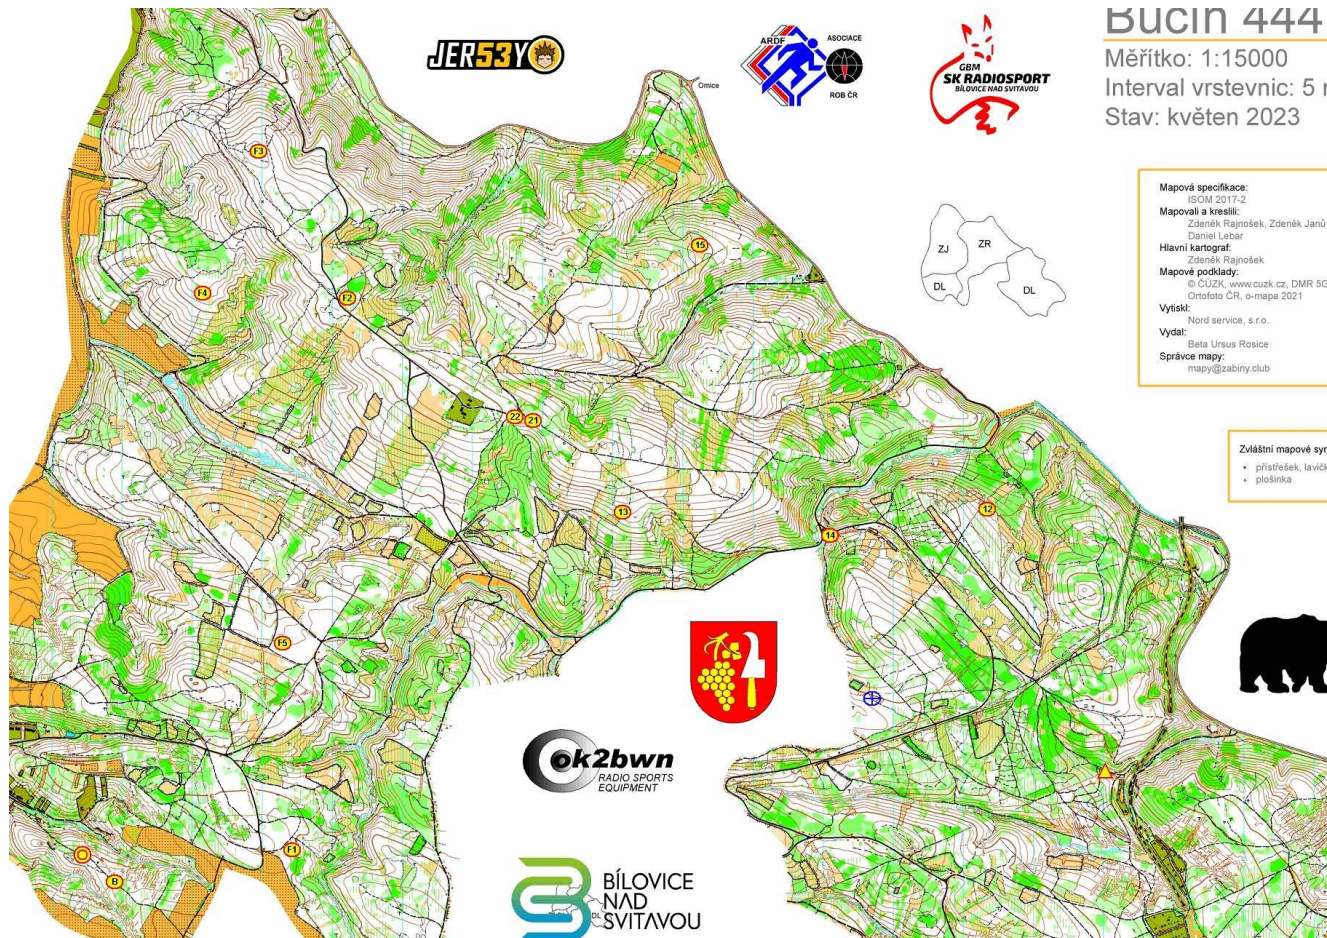 Bučín 444
Měřítko: 1:15000
Interval vrstevnic: 5
Stav: květen 2023
JER53Y
ARDF
ASOCIACE
ROB ČR
GBM
SK RADIOSPORT
BÍLOVICE NAD SVITAVOU
Omice
Mapová specifikace:
ISOM 2017-2
Mapovali a kreslili:
Zdeněk Rajnošek, Zdeněk Janů
Daniel Lebar
Hlavní kartograf:
Zdeněk Rajnošek
Mapové podklady:
© ČÚZK, www.cuzk.cz, DMR 5G
Ortofoto ČR, o-mapa 2021
Vytiskl:
Nord service, s.r.o.
Vydal:
Beta Ursus Rosice
Správce mapy:
mapy@zabiny.club
ZJ
ZR
DL
DL
Zvláštní mapové
přístřešek,
plošinka
F3
15
F4
F2
22
21
13
12
14
F5
F1
B
ok2bwn
RADIO SPORTS
EQUIPMENT
BÍLOVICE
NAD
SVITAVOU
DL